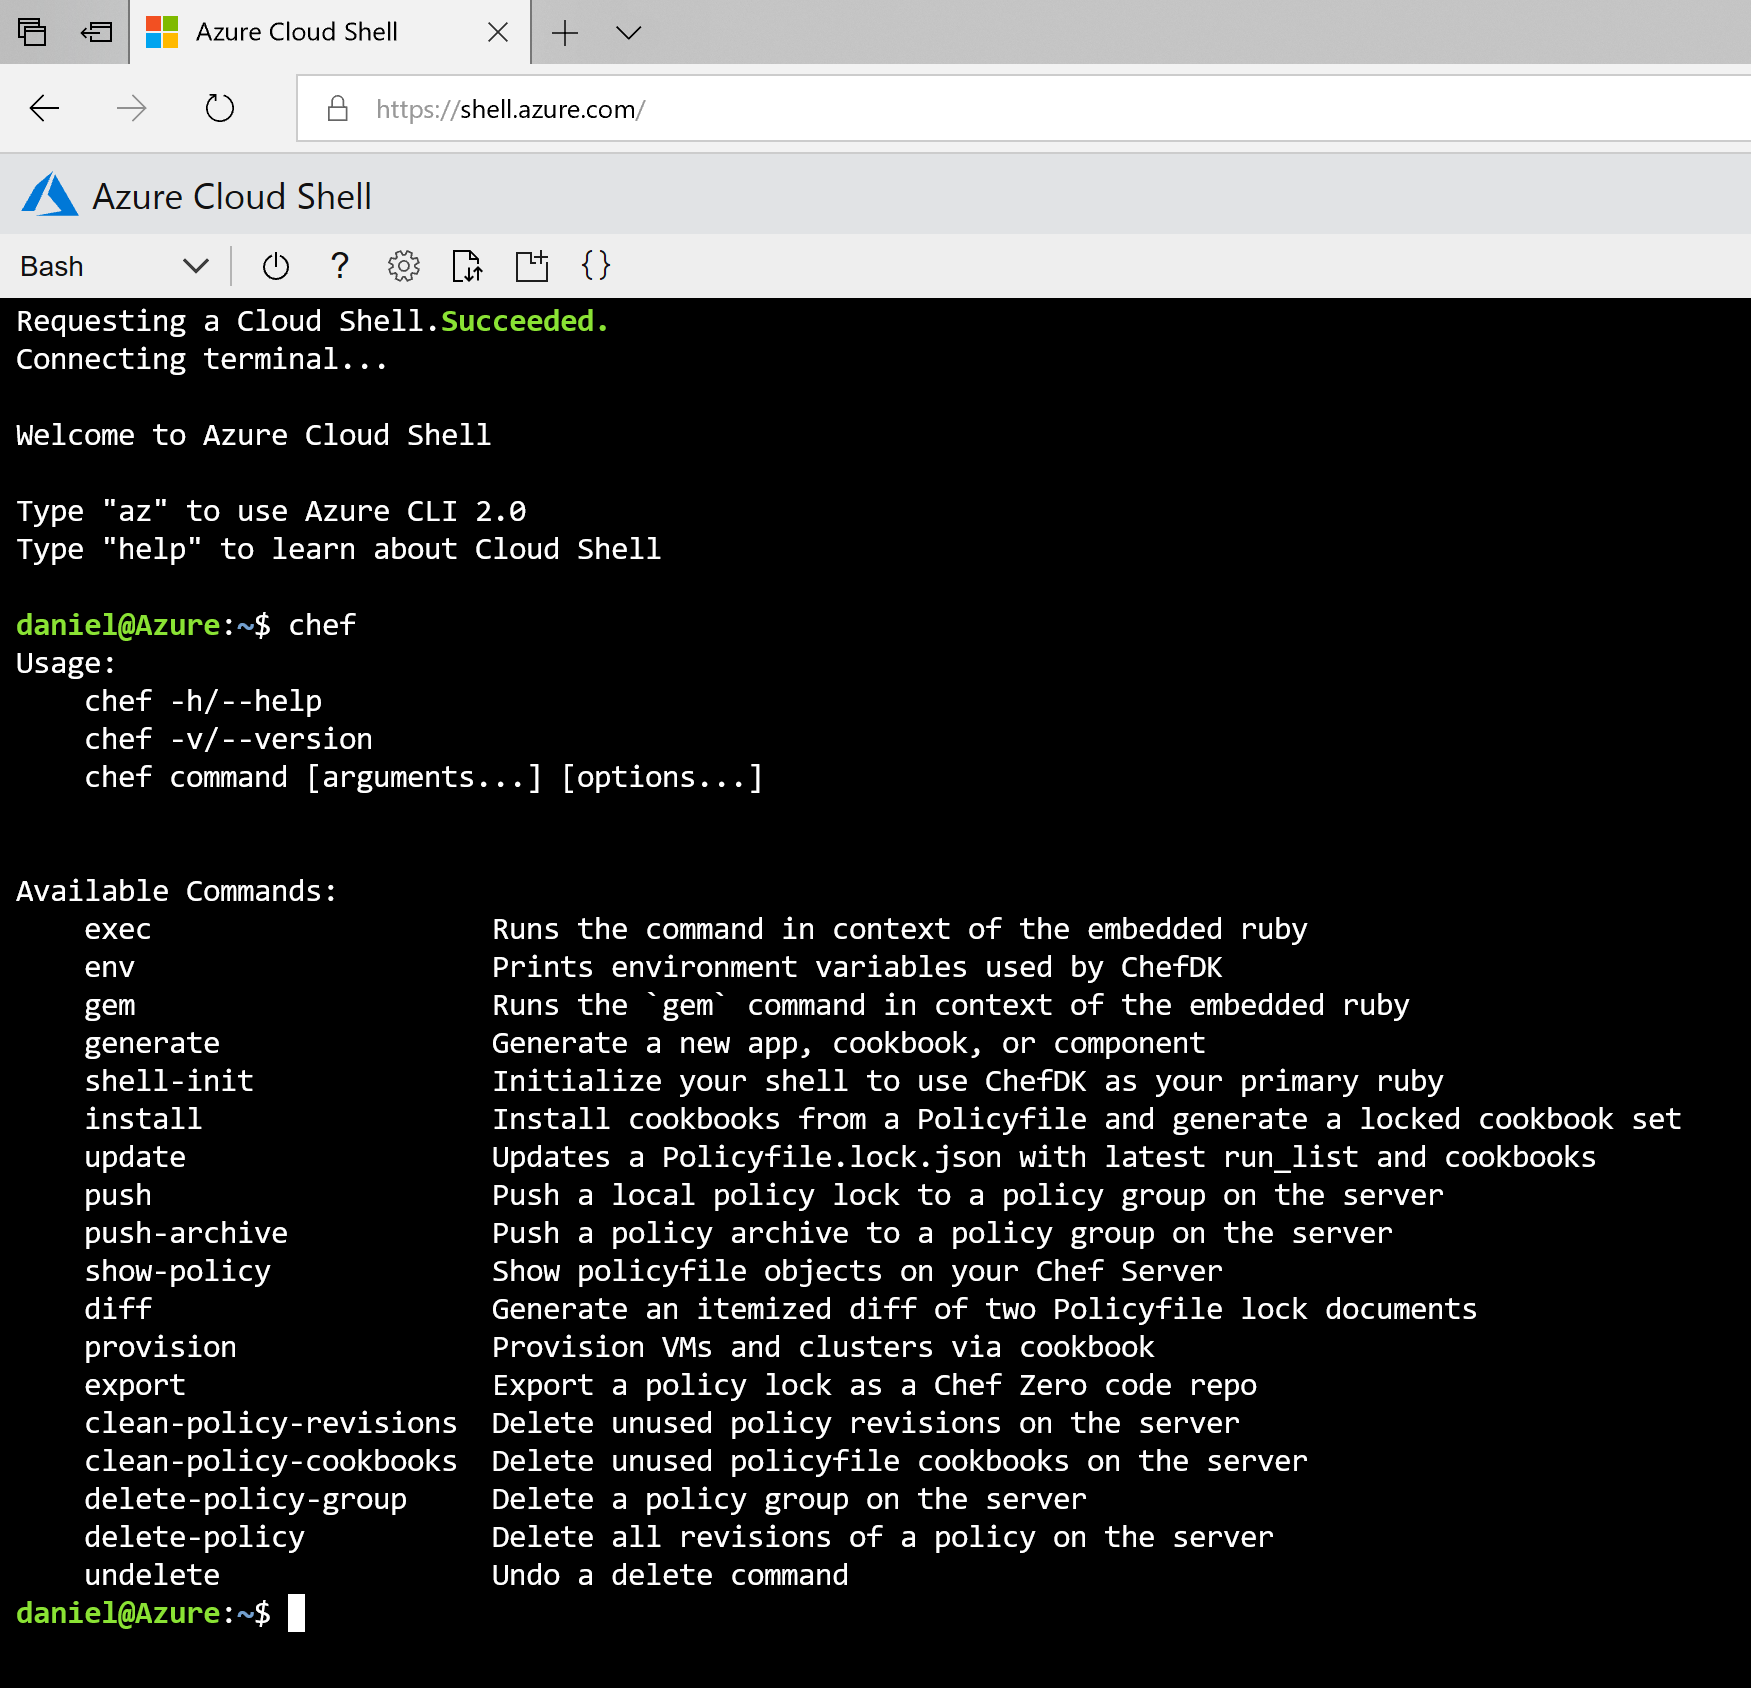 Azure Cloud Shell
https://shell.azure.com/
Azure Cloud Shell
Bash
Requesting a Cloud Shell.Succeeded.
Connecting terminal...
Welcome to Azure Cloud Shell
Type "az" to use Azure CLI 2.0
Type "help" to learn about Cloud Shell
daniel@Azure:~$ chef
Usage:
    chef -h/--help
    chef -v/--version
    chef command [arguments...] [options...]
Available Commands:
    exec                    Runs the command in context of the embedded ruby
    env                     Prints environment variables used by ChefDK
    gem                     Runs the `gem` command in context of the embedded ruby
    generate                Generate a new app, cookbook, or component
    shell-init              Initialize your shell to use ChefDK as your primary ruby
    install                 Install cookbooks from a Policyfile and generate a locked cookbook set
    update                  Updates a Policyfile.lock.json with latest run_list and cookbooks
    push                    Push a local policy lock to a policy group on the server
    push-archive            Push a policy archive to a policy group on the server
    show-policy             Show policyfile objects on your Chef Server
    diff                    Generate an itemized diff of two Policyfile lock documents
    provision               Provision VMs and clusters via cookbook
    export                  Export a policy lock as a Chef Zero code repo
    clean-policy-revisions  Delete unused policy revisions on the server
    clean-policy-cookbooks  Delete unused policyfile cookbooks on the server
    delete-policy-group     Delete a policy group on the server
    delete-policy           Delete all revisions of a policy on the server
    undelete                Undo a delete command
daniel@Azure:~$